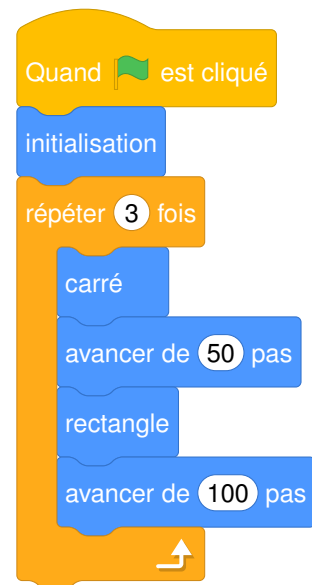 Quand est cliqué
initialisation
répéter 3 fois
carré
avancer de 50 pas
rectangle
avancer de 100 pas